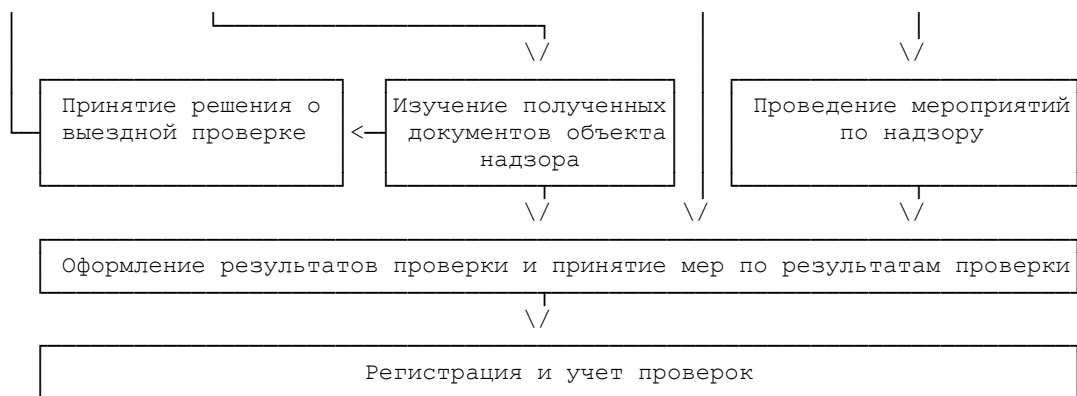 Принятие решения о
выездной проверке
Изучение полученных
документов объекта
надзора
Проведение мероприятий
по надзору
Оформление результатов проверки и принятие мер по результатам проверки
Регистрация и учет проверок